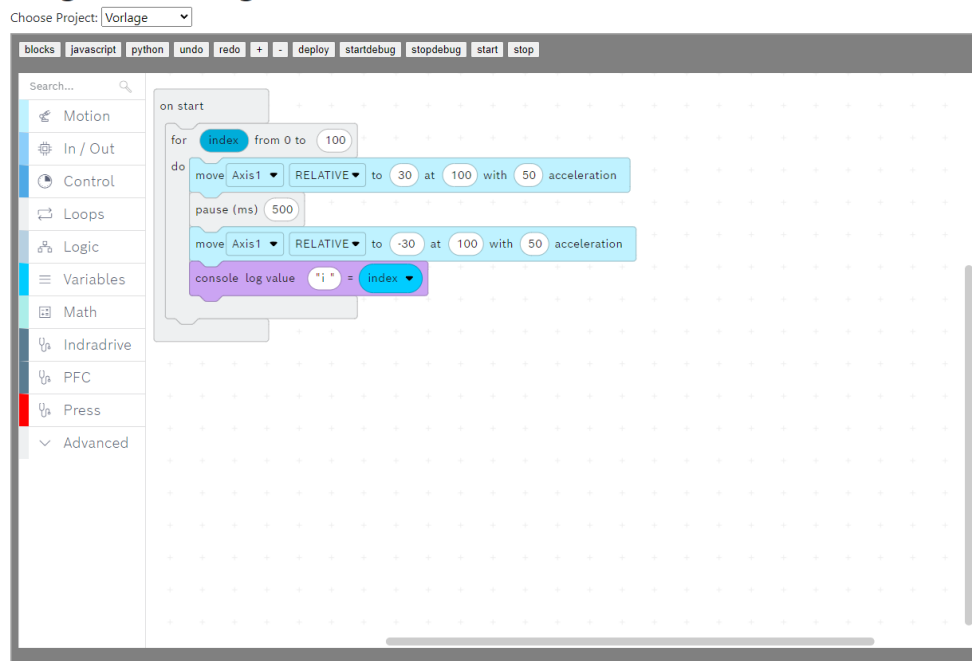 Choose Project: Vorlage
blocks javascript python undo redo + - deploy startdebug stopdebug start stop
Search...
Motion
In / Out
Control
Loops
Logic
Variables
Math
Indradrive
PFC
Press
Advanced
on start
for index from 0 to 100
do
move Axis1 RELATIVE to 30 at 100 with 50 acceleration
pause (ms) 500
move Axis1 RELATIVE to -30 at 100 with 50 acceleration
console log value "i " = index